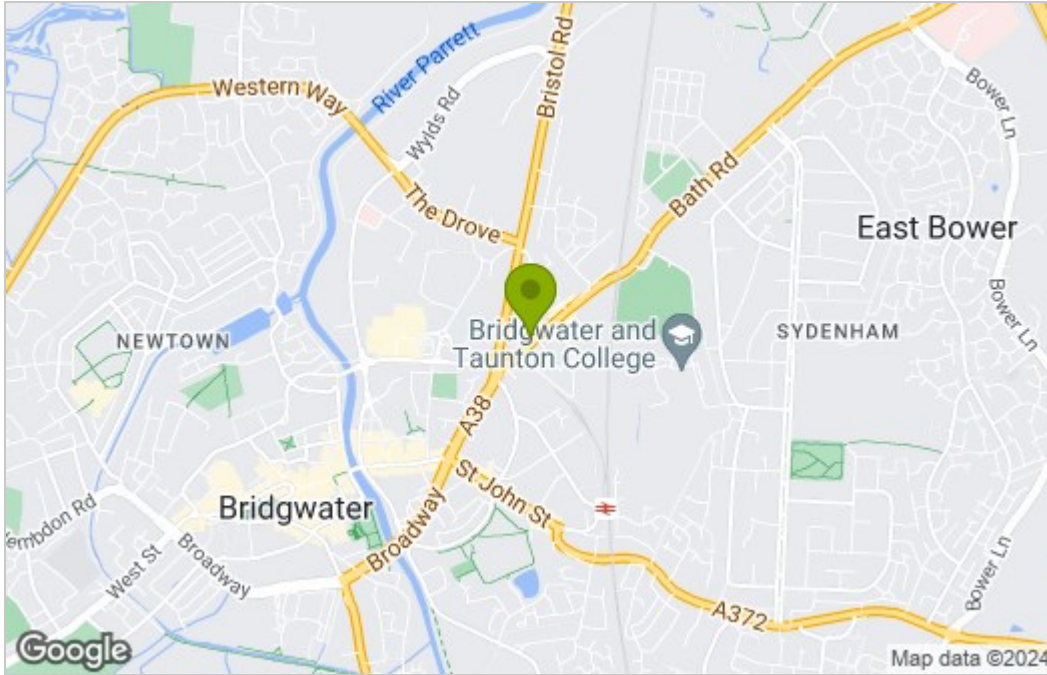 Western Way
River Parrett
Wylds Rd
Bristol Rd
Bower Ln
Bath Rd
The Drove
East Bower
NEWTOWN
Bridgwater and
Taunton College
SYDENHAM
Bower Ln
A38
St John St
Bridgwater
Broadway
West St
Broadway
A372
Bower Ln
Google
Map data ©2024